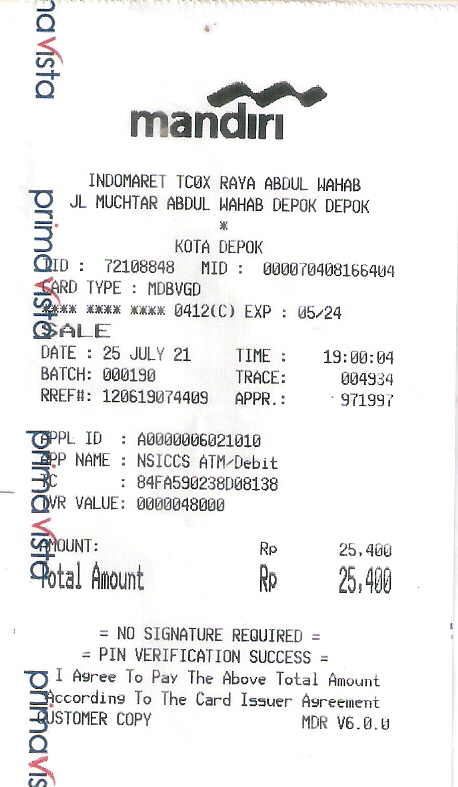 mandiri
INDOMARET TC0X RAYA ABDUL WAHAB
JL MUCHTAR ABDUL WAHAB DEPOK DEPOK
*
KOTA DEPOK
TID : 72108848 MID : 000070408166404
CARD TYPE : MDBVGD
**** **** **** 0412(C) EXP : 05/24
SALE
DATE : 25 JULY 21 TIME : 19:00:04
BATCH: 000190 TRACE: 004934
RREF#: 120619074409 APPR.: 971997
APPL ID : A0000006021010
APP NAME : NSICCS ATM/Debit
TC : 84FA590238D08138
TVR VALUE: 0000048000
AMOUNT: Rp 25.400
Total Amount Rp 25.400
= NO SIGNATURE REQUIRED =
= PIN VERIFICATION SUCCESS =
I Agree To Pay The Above Total Amount
According To The Card Issuer Agreement
CUSTOMER COPY MDR V6.0.0
na vista
prima vista
prima vista
prima vis